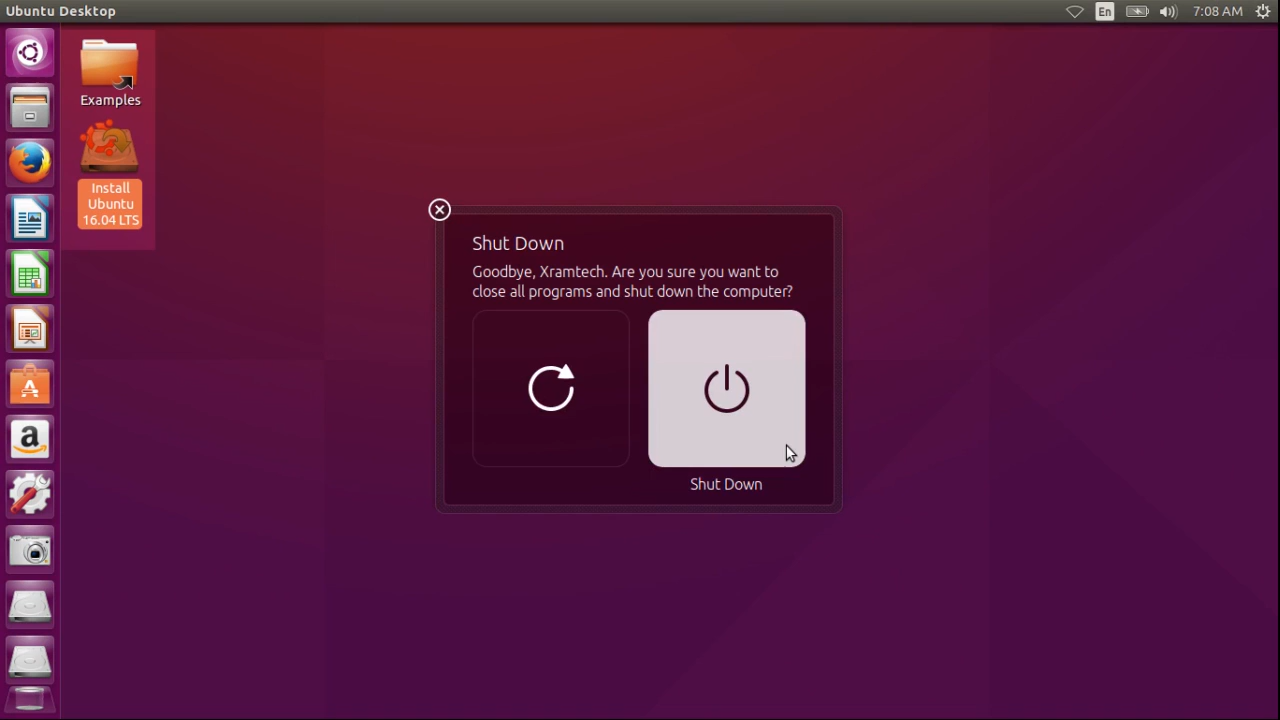 Ubuntu Desktop
En
7:08 AM
Examples
Install
Ubuntu
16.04 LTS
Shut Down
Goodbye, Xramtech. Are you sure you want to
close all programs and shut down the computer?
Shut Down